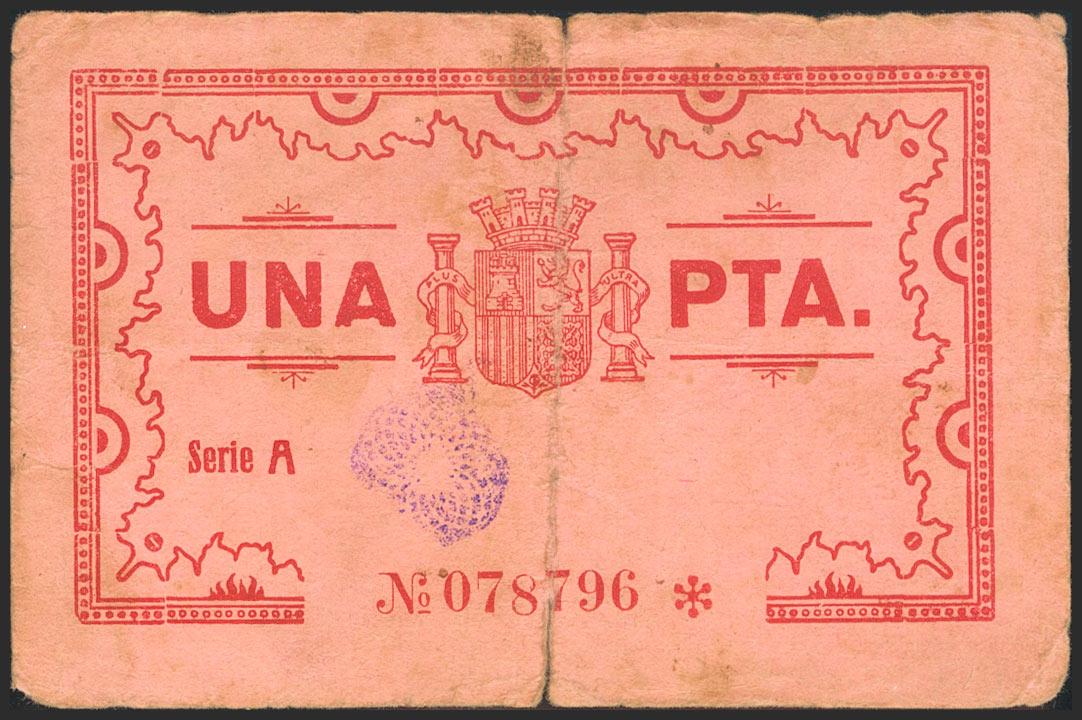 UNA PTA.
PLUS ULTRA
Serie A
№ 078796